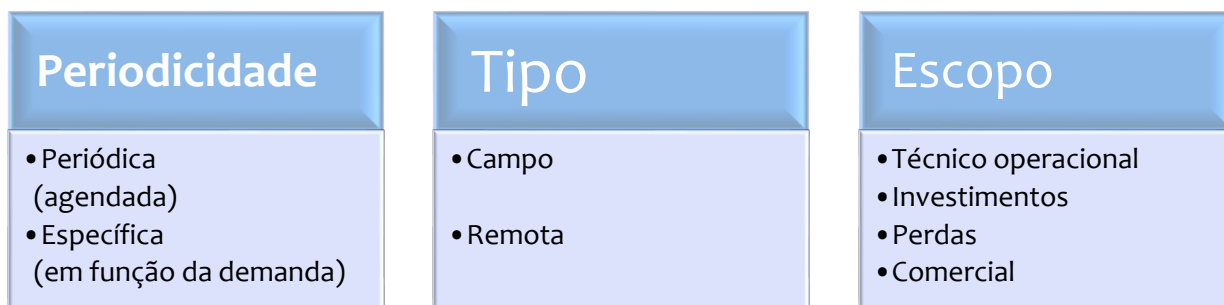 Periodicidade
• Periódica
(agendada)
• Específica
(em função da demanda)
Tipo
• Campo
• Remota
Escopo
• Técnico operacional
• Investimentos
• Perdas
• Comercial